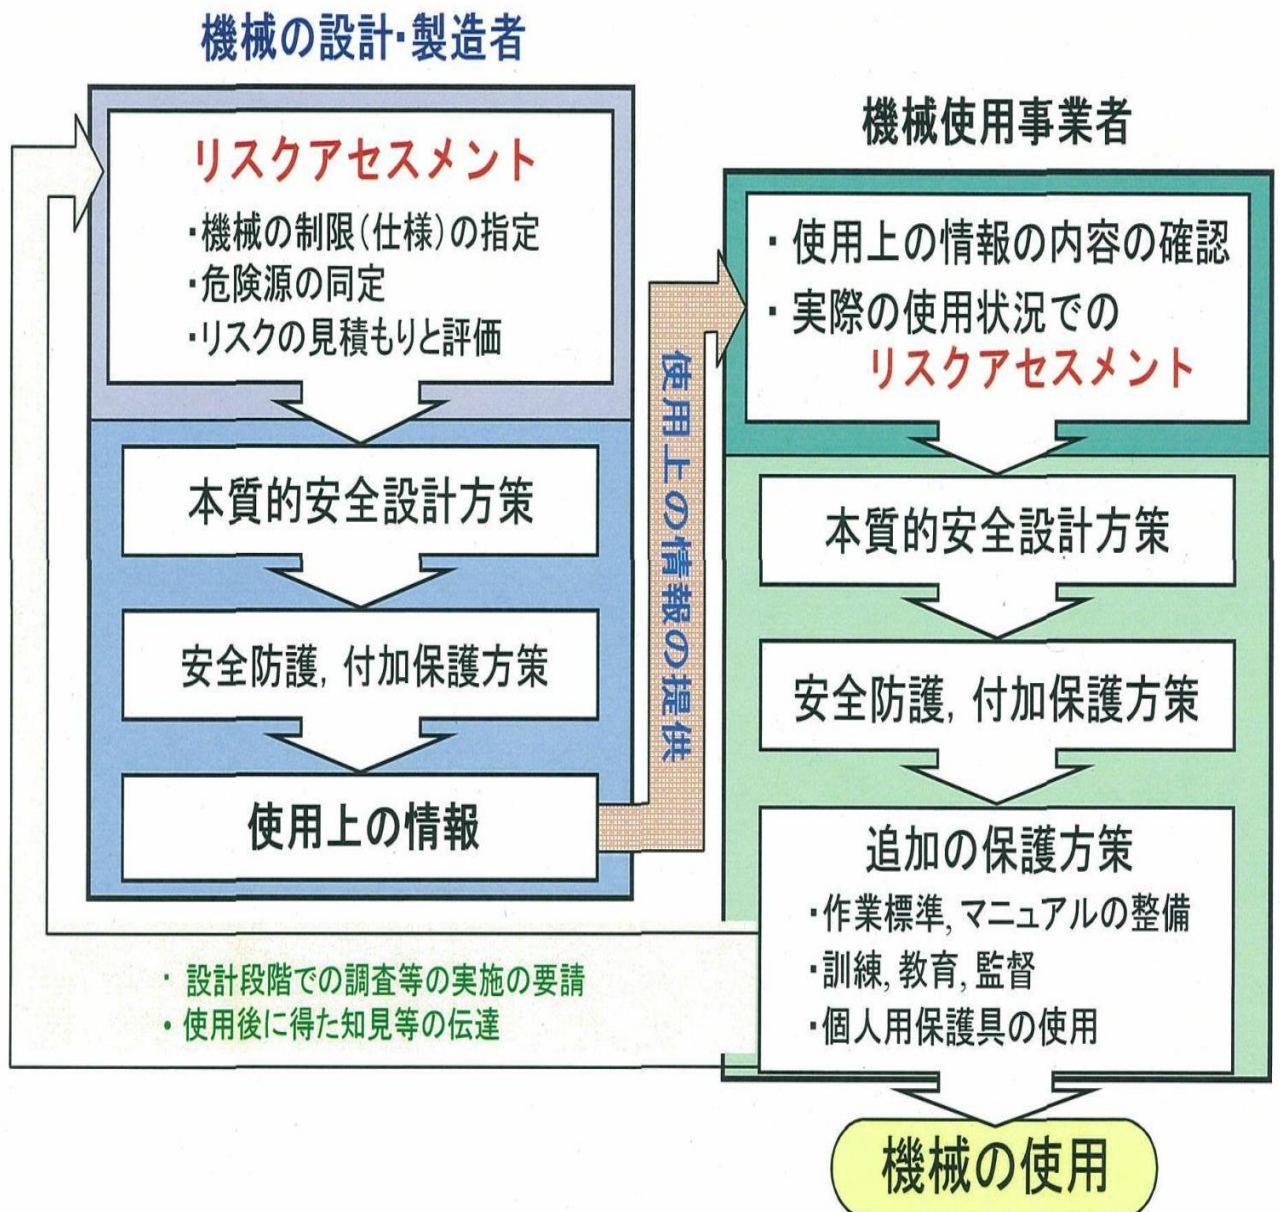 機械の設計・製造者
リスクアセスメント
・機械の制限(仕様)の指定
・危険源の同定
・リスクの見積もりと評価
本質的安全設計方策
安全防護, 付加保護方策
使用上の情報
使用上の情報の提供
機械使用事業者
・使用上の情報の内容の確認
・実際の使用状況での
リスクアセスメント
本質的安全設計方策
安全防護, 付加保護方策
追加の保護方策
・作業標準, マニュアルの整備
・訓練, 教育, 監督
・個人用保護具の使用
・設計段階での調査等の実施の要請
・使用後に得た知見等の伝達
機械の使用